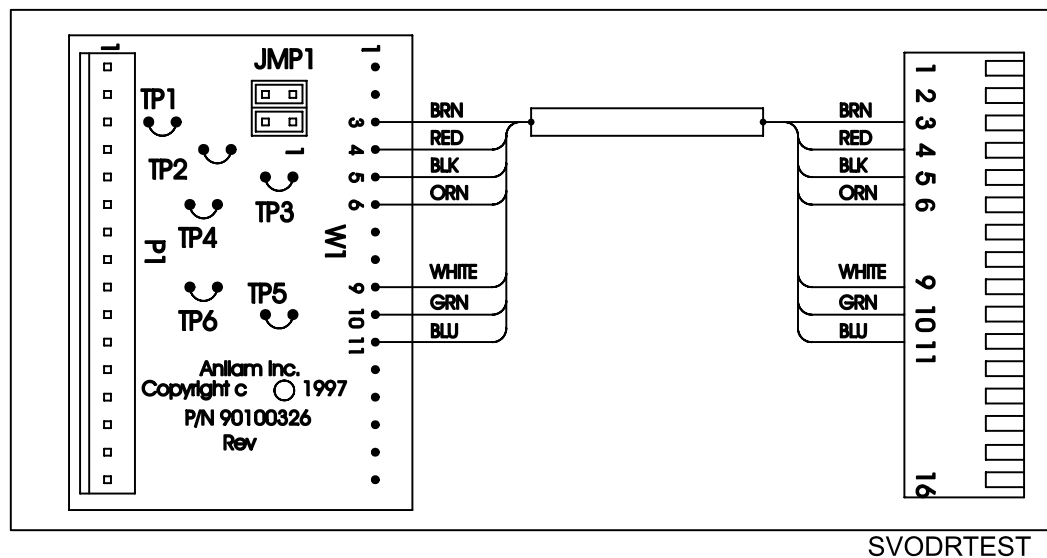 1
JMP1
1
TP1
TP2
1
TP3
TP4
P1
W1
TP5
TP6
3
4
5
6
9
10
11
BRN
RED
BLK
ORN
WHITE
GRN
BLU
Anilam Inc.
Copyright c 1997
P/N 90100326
Rev
BRN
RED
BLK
ORN
WHITE
GRN
BLU
1
2
3
4
5
6
9
10
11
16
SVODRTEST